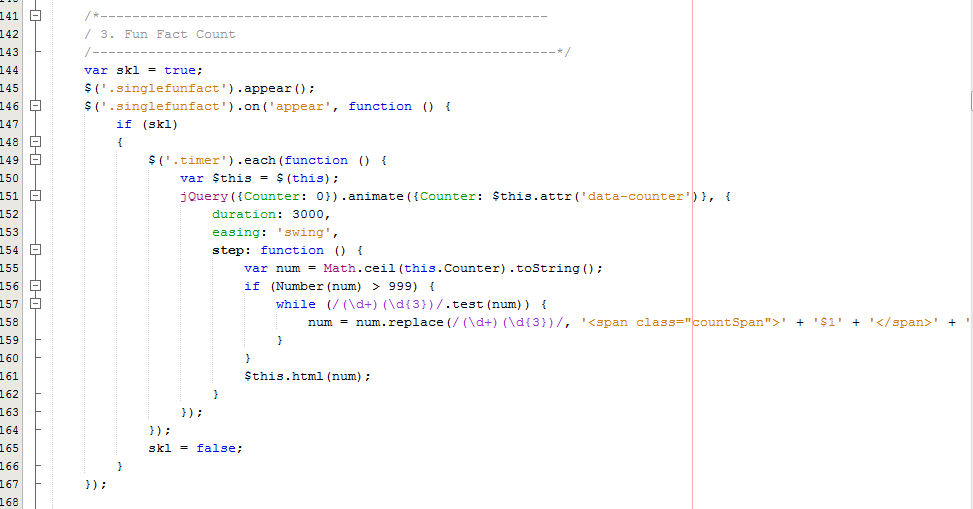 141 /*--------------------------------------------------------
142 / 3. Fun Fact Count
143 /----------------------------------------------------------*/
144 var skl = true;
145 $('.singlefunfact').appear();
146 $('.singlefunfact').on('appear', function () {
147 if (skl)
148 {
149 $('.timer').each(function () {
150 var $this = $(this);
151 jQuery({Counter: 0}).animate({Counter: $this.attr('data-counter')}, {
152 duration: 3000,
153 easing: 'swing',
154 step: function () {
155 var num = Math.ceil(this.Counter).toString();
156 if (Number(num) > 999) {
157 while (/(\d+)(\d{3})/.test(num)) {
158 num = num.replace(/(\d+)(\d{3})/, '<span class="countSpan">' + '$1' + '</span>' + '
159 }
160 }
161 $this.html(num);
162 }
163 });
164 });
165 skl = false;
166 }
167 });
168